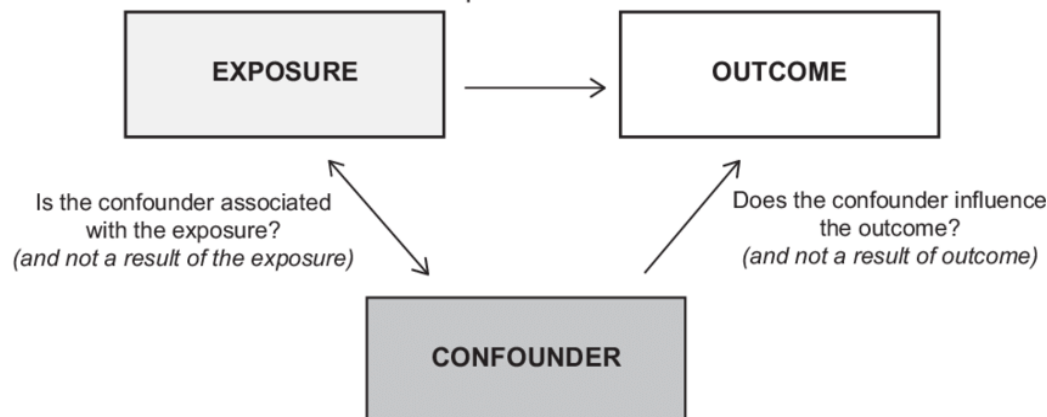 EXPOSURE
OUTCOME
Is the confounder associated
with the exposure?
(and not a result of the exposure)
Does the confounder influence
the outcome?
(and not a result of outcome)
CONFOUNDER